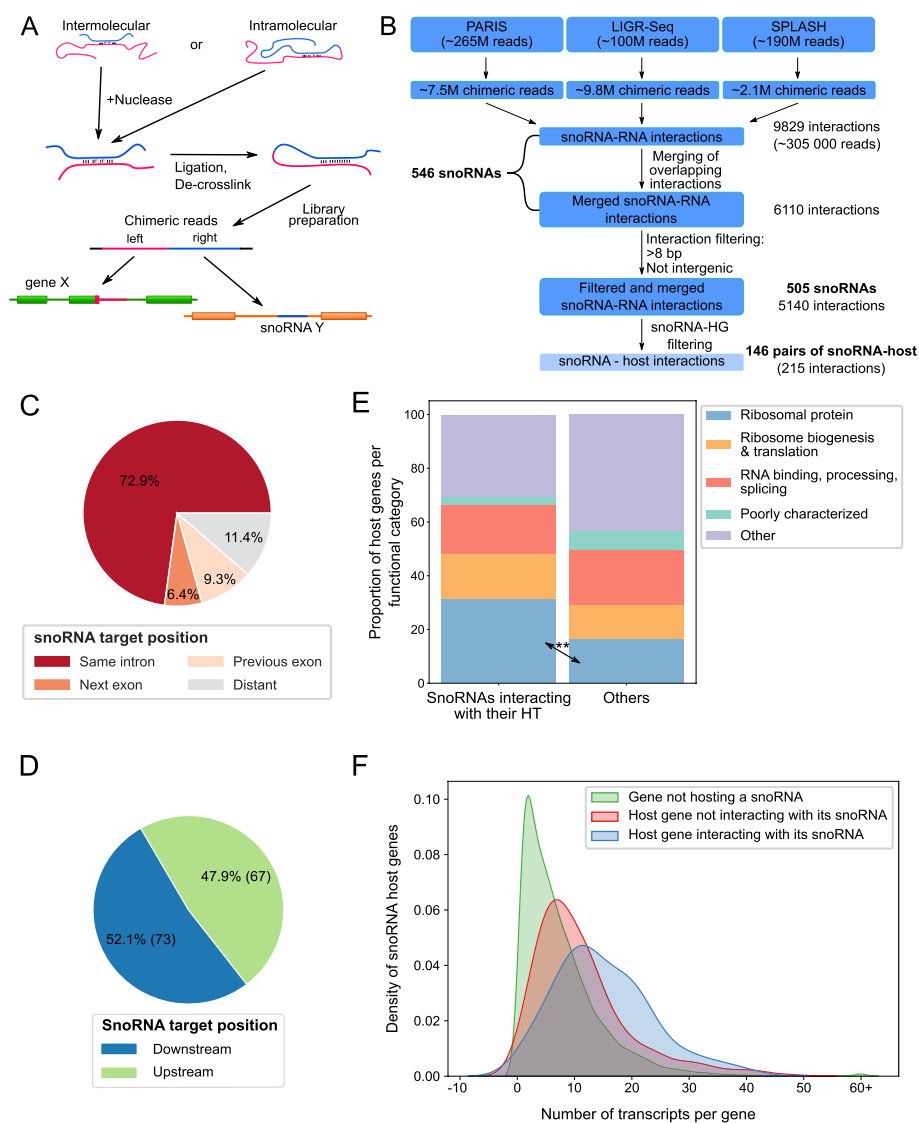 A
Intermolecular
or
Intramolecular
+Nuclease
Ligation,
De-crosslink
Library
preparation
Chimeric reads
left
right
gene X
snoRNA Y
B
PARIS
(~265M reads)
LIGR-Seq
(~100M reads)
SPLASH
(~190M reads)
~7.5M chimeric reads
~9.8M chimeric reads
~2.1M chimeric reads
snoRNA-RNA interactions
9829 interactions
(~305 000 reads)
546 snoRNAs
Merging of
overlapping
interactions
Merged snoRNA-RNA
interactions
6110 interactions
Interaction filtering:
>8 bp
Not intergenic
Filtered and merged
snoRNA-RNA interactions
505 snoRNAs
5140 interactions
snoRNA-HG
filtering
snoRNA - host interactions
146 pairs of snoRNA-host
(215 interactions)
C
72.9%
11.4%
9.3%
6.4%
snoRNA target position
Same intron
Previous exon
Next exon
Distant
D
47.9% (67)
52.1% (73)
SnoRNA target position
Downstream
Upstream
E
Proportion of host genes per
functional category
100
80
60
40
20
0
**
SnoRNAs interacting
with their HT
Others
Ribosomal protein
Ribosome biogenesis
& translation
RNA binding, processing,
splicing
Poorly characterized
Other
F
Density of snoRNA host genes
0.10
0.08
0.06
0.04
0.02
0.00
Gene not hosting a snoRNA
Host gene not interacting with its snoRNA
Host gene interacting with its snoRNA
-10
0
10
20
30
40
50
60+
Number of transcripts per gene